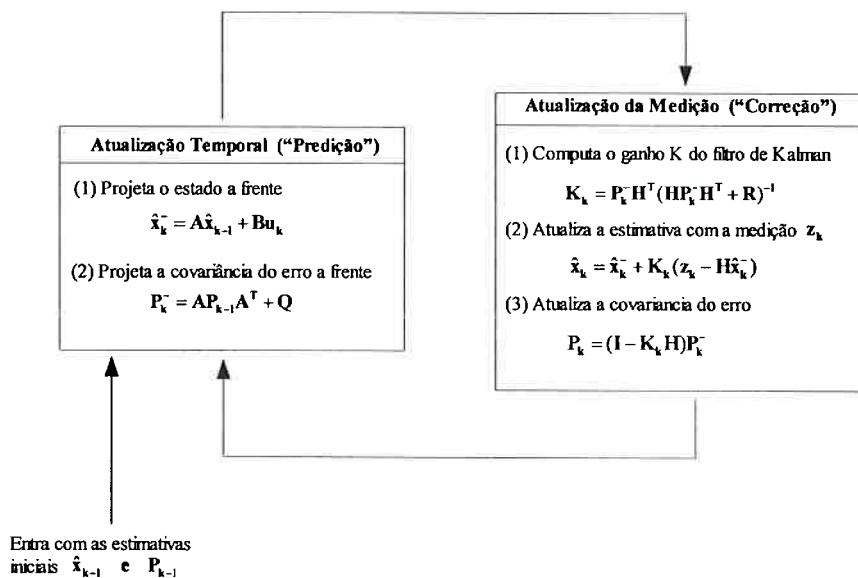 Atualização Temporal ("Predição")
(1) Projeta o estado a frente
x̂ₖ⁻ = Ax̂ₖ₋₁ + Buₖ
(2) Projeta a covariância do erro a frente
Pₖ⁻ = APₖ₋₁Aᵀ + Q
Atualização da Medição ("Correção")
(1) Computa o ganho K do filtro de Kalman
Kₖ = Pₖ⁻Hᵀ(HPₖ⁻Hᵀ + R)⁻¹
(2) Atualiza a estimativa com a medição zₖ
x̂ₖ = x̂ₖ⁻ + Kₖ(zₖ − Hx̂ₖ⁻)
(3) Atualiza a covariancia do erro
Pₖ = (I − KₖH)Pₖ⁻
Entra com as estimativas
iniciais x̂ₖ₋₁ e Pₖ₋₁